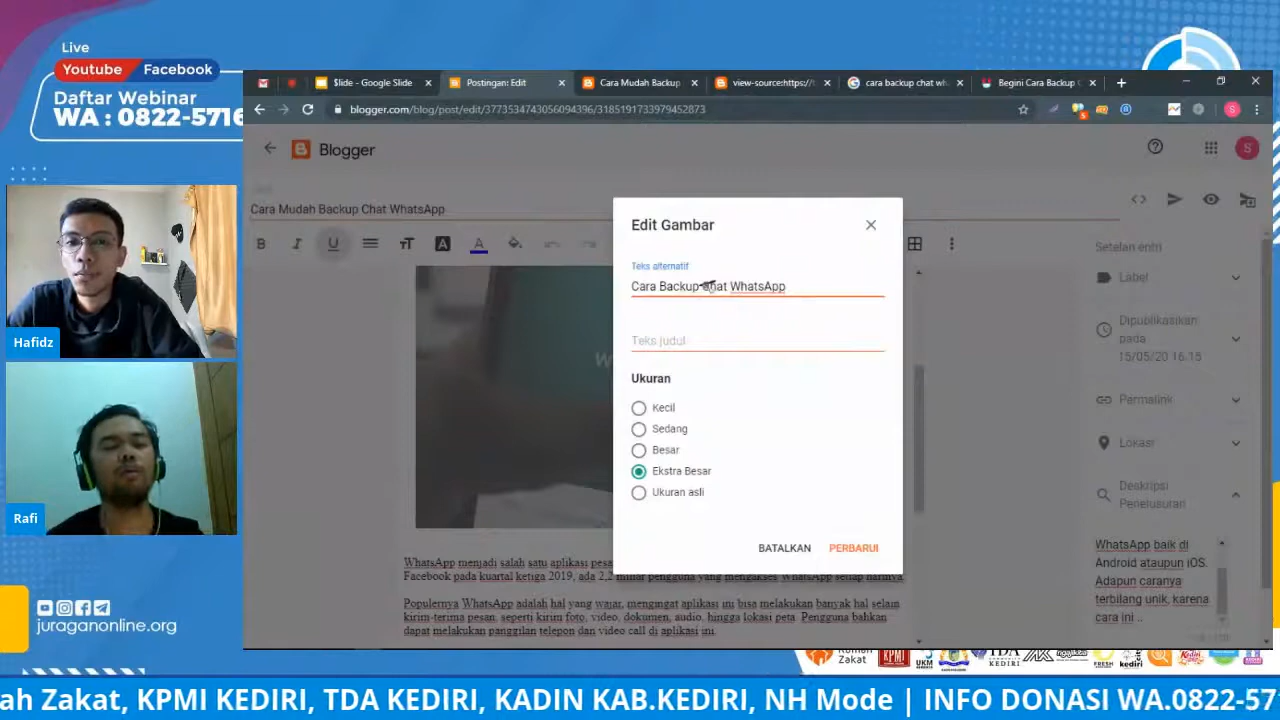 Live
Youtube Facebook
Daftar Webinar
WA : 0822-5716
Hafidz
Rafi
juraganonline.org
$lide - Google Slide
Postingan: Edit
Cara Mudah Backup
view-source:https://
cara backup chat wh
Begini Cara Backup
blogger.com/blog/post/edit/3773534743056094396/3185191733979452873
Blogger
Cara Mudah Backup Chat WhatsApp
Edit Gambar
Teks alternatif
Cara Backup Chat WhatsApp
Teks judul
Ukuran
Kecil
Sedang
Besar
Ekstra Besar
Ukuran asli
BATALKAN PERBARUI
Setelan entri
Label
Dipublikasikan
pada
15/05/20 16.15
Permalink
Lokasi
Deskripsi
Penelusuran
WhatsApp baik di
Android ataupun iOS.
Adapun caranya
terbilang unik, karena
cara ini ..
WhatsApp menjadi salah satu aplikasi pesa
Facebook pada kuartal ketiga 2019, ada 2,2 miliar pengguna yang mengakses WhatsApp setiap harinya.
Populernya WhatsApp adalah hal yang wajar, mengingat aplikasi ini bisa melakukan banyak hal selain
kirim-terima pesan, seperti kirim foto, video, dokumen, audio, hingga lokasi peta. Pengguna bahkan
dapat melakukan panggilan telepon dan video call di aplikasi ini.
Zakat
KPMI
UKM
TDA
KEDIRI
FRESH
kediri
ah Zakat, KPMI KEDIRI, TDA KEDIRI, KADIN KAB.KEDIRI, NH Mode | INFO DONASI WA.0822-57